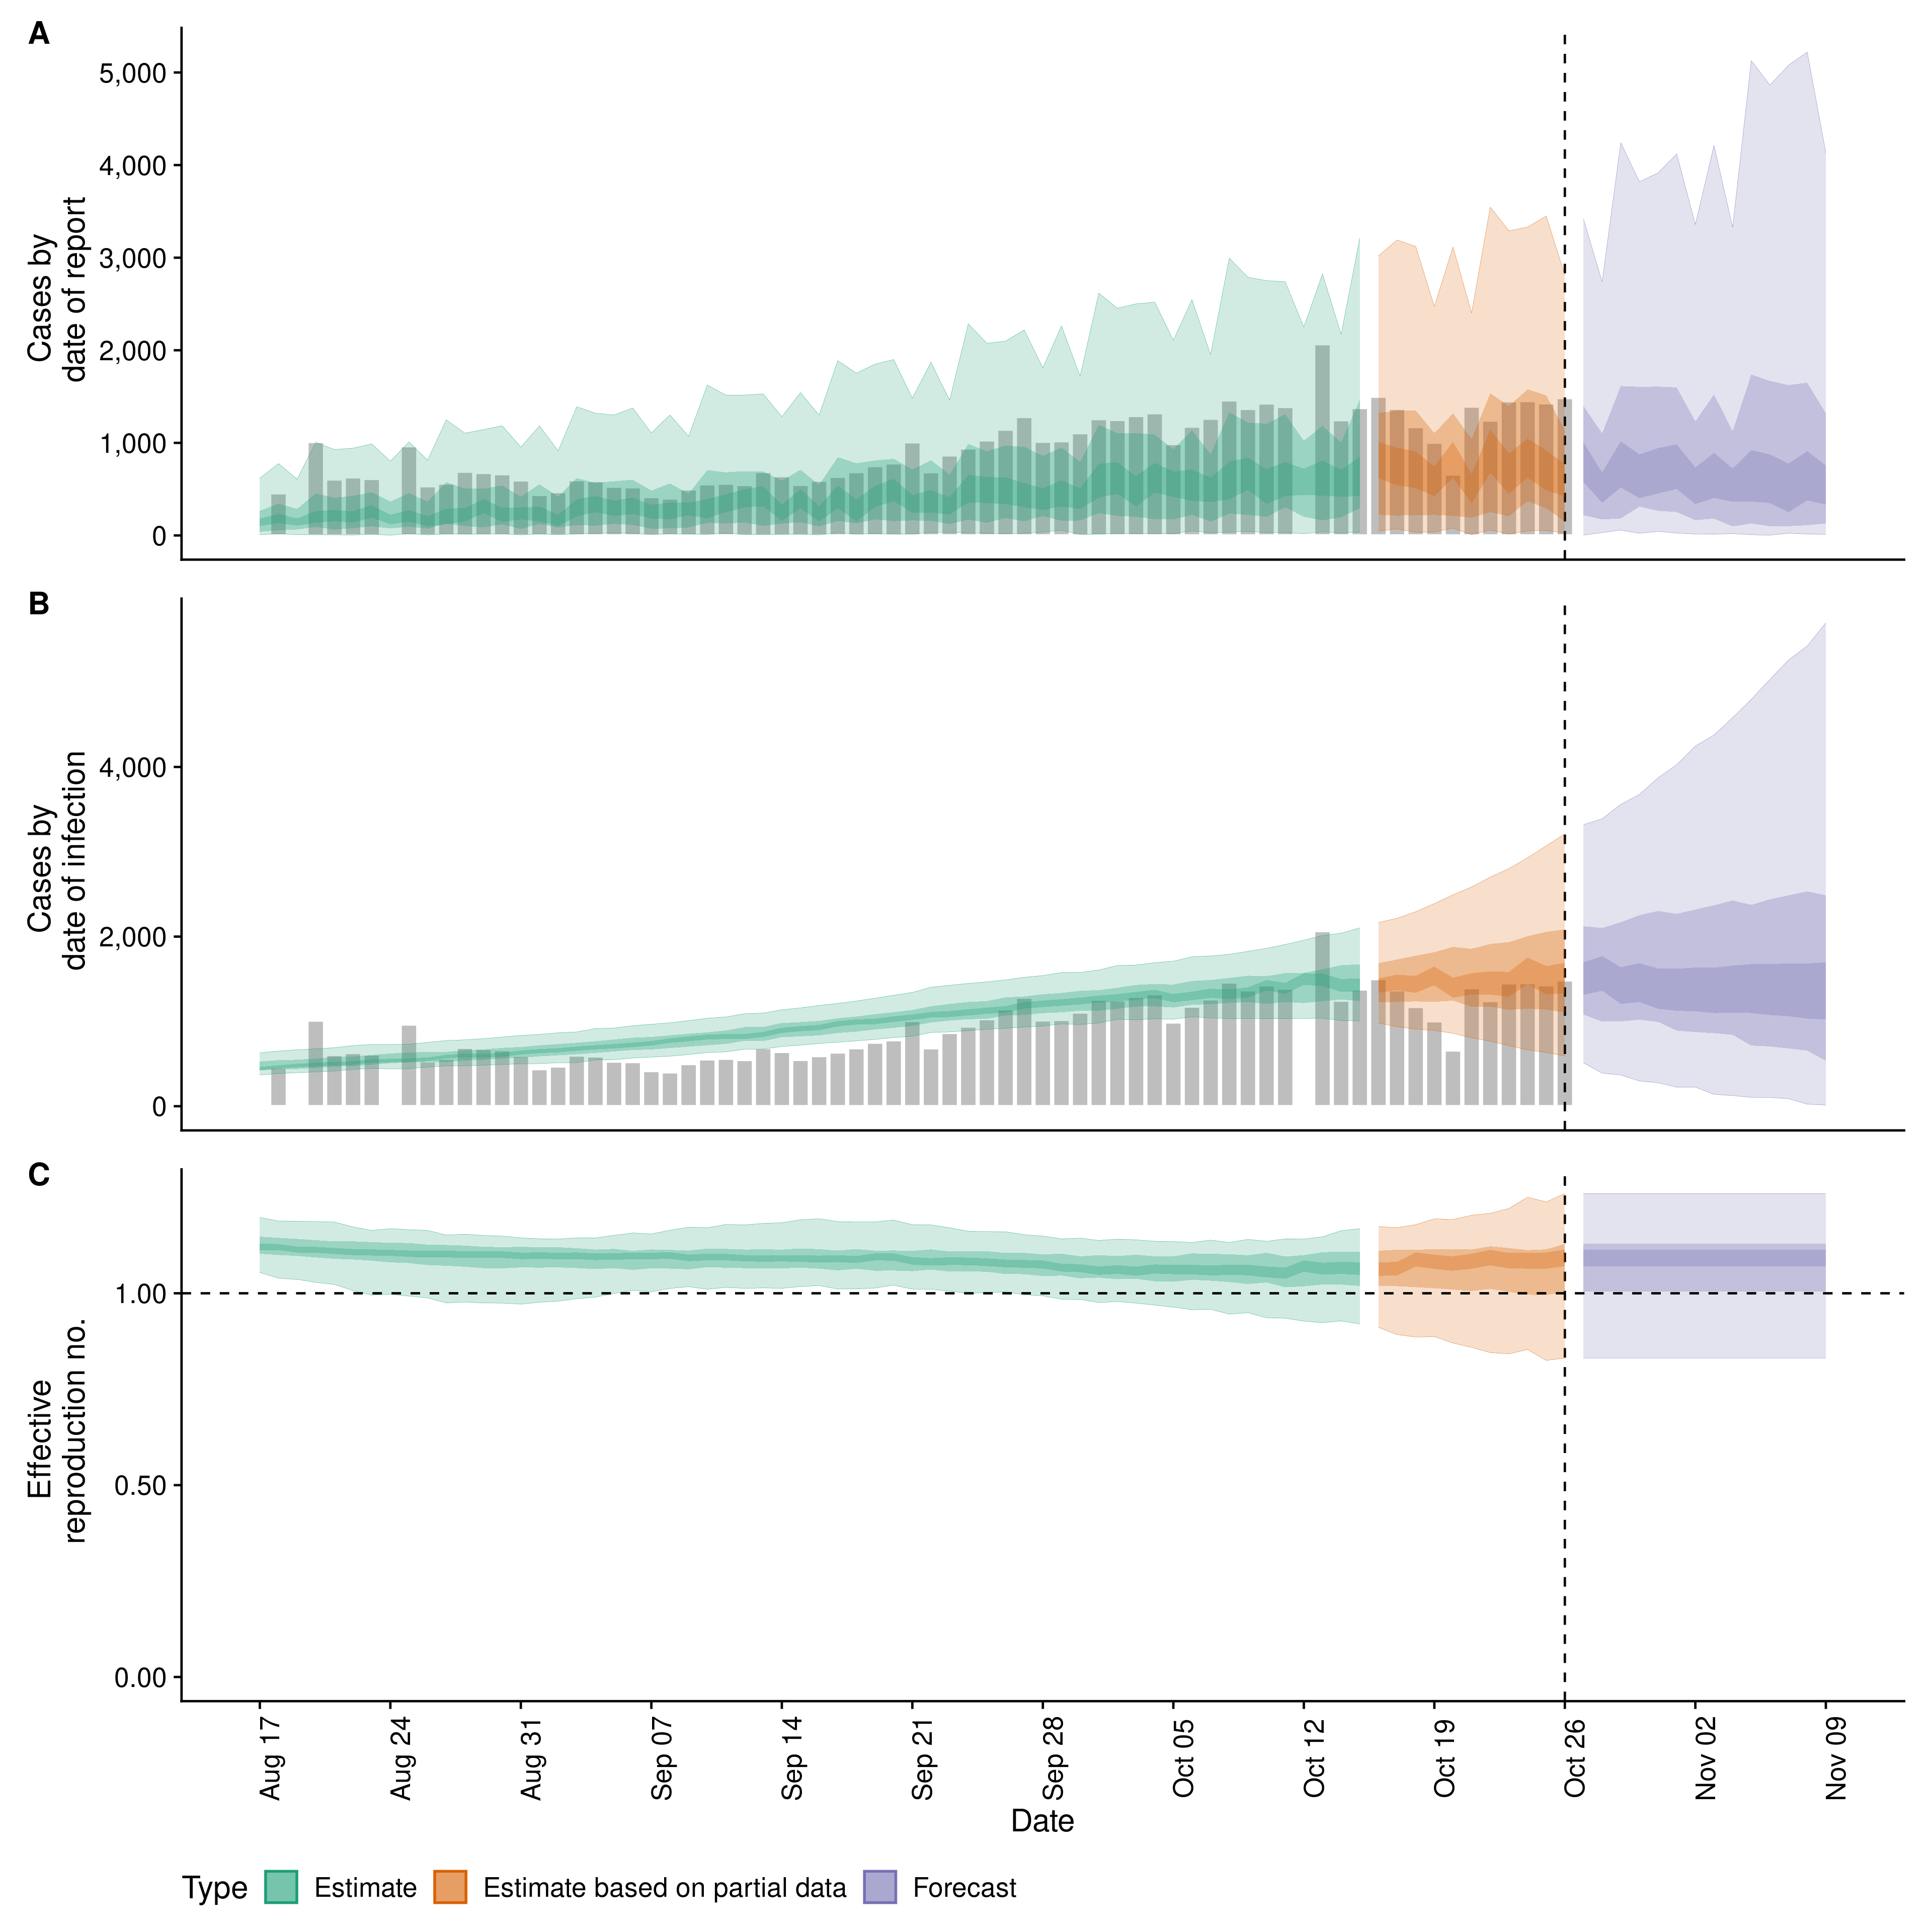 A
5,000
4,000
3,000
2,000
1,000
0
Cases by
date of report
B
4,000
2,000
0
Cases by
date of infection
C
1.00
0.50
0.00
Effective
reproduction no.
Aug 17
Aug 24
Aug 31
Sep 07
Sep 14
Sep 21
Sep 28
Oct 05
Oct 12
Oct 19
Oct 26
Nov 02
Nov 09
Date
Type Estimate Estimate based on partial data Forecast